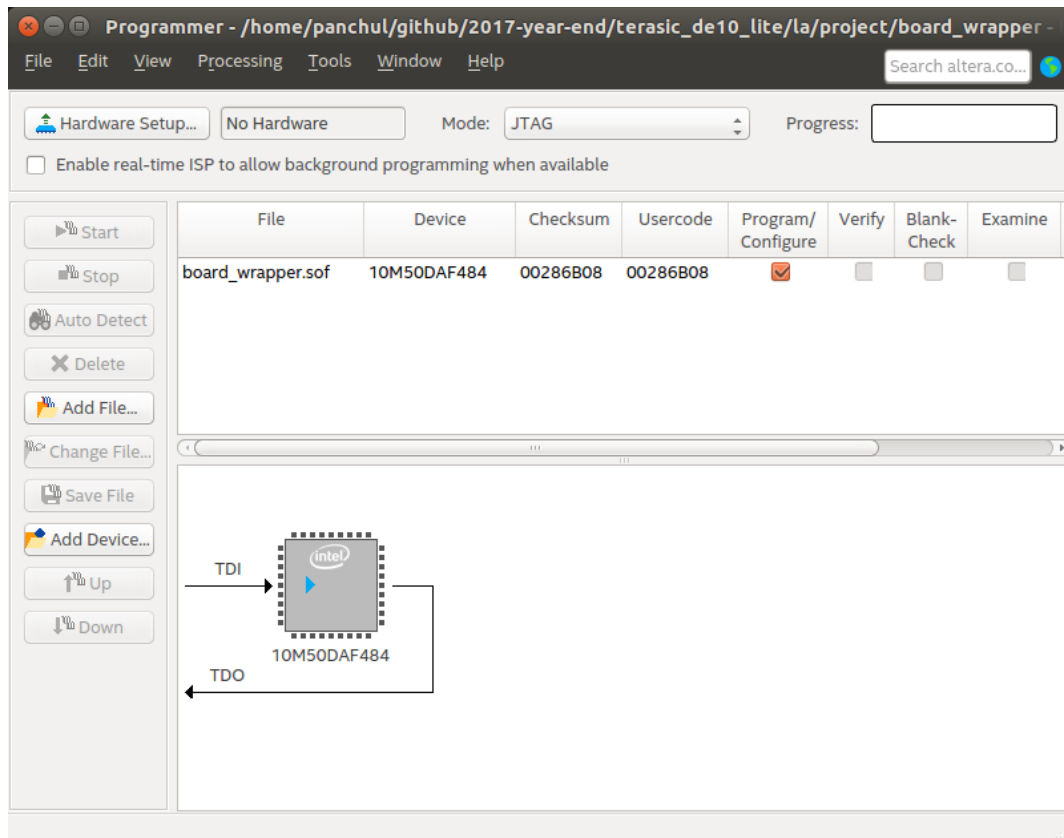 Programmer - /home/panchul/github/2017-year-end/terasic_de10_lite/la/project/board_wrapper -
File Edit View Processing Tools Window Help Search altera.co...
Hardware Setup... No Hardware Mode: JTAG Progress:
Enable real-time ISP to allow background programming when available
Start
Stop
Auto Detect
Delete
Add File...
Change File...
Save File
Add Device...
Up
Down
File Device Checksum Usercode Program/ Verify Blank- Examine
Configure Check
board_wrapper.sof 10M50DAF484 00286B08 00286B08
TDI
intel
10M50DAF484
TDO